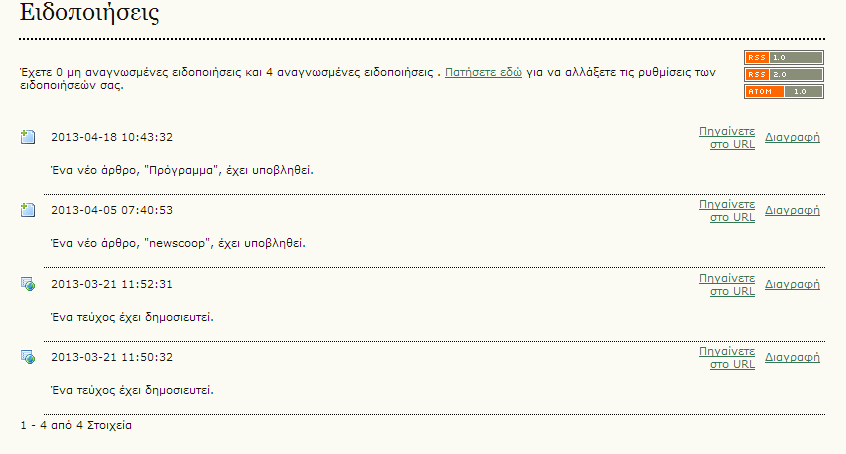 Ειδοποιήσεις
RSS 1.0
Έχετε 0 μη αναγνωσμένες ειδοποιήσεις και 4 αναγνωσμένες ειδοποιήσεις . Πατήσετε εδώ για να αλλάξετε τις ρυθμίσεις των
ειδοποιήσεών σας.
RSS 2.0
ATOM 1.0
2013-04-18 10:43:32 Πηγαίνετε
στο URL Διαγραφή
Ένα νέο άρθρο, "Πρόγραμμα", έχει υποβληθεί.
2013-04-05 07:40:53 Πηγαίνετε
στο URL Διαγραφή
Ένα νέο άρθρο, "newscoop", έχει υποβληθεί.
2013-03-21 11:52:31 Πηγαίνετε
στο URL Διαγραφή
Ένα τεύχος έχει δημοσιευτεί.
2013-03-21 11:50:32 Πηγαίνετε
στο URL Διαγραφή
Ένα τεύχος έχει δημοσιευτεί.
1 - 4 από 4 Στοιχεία